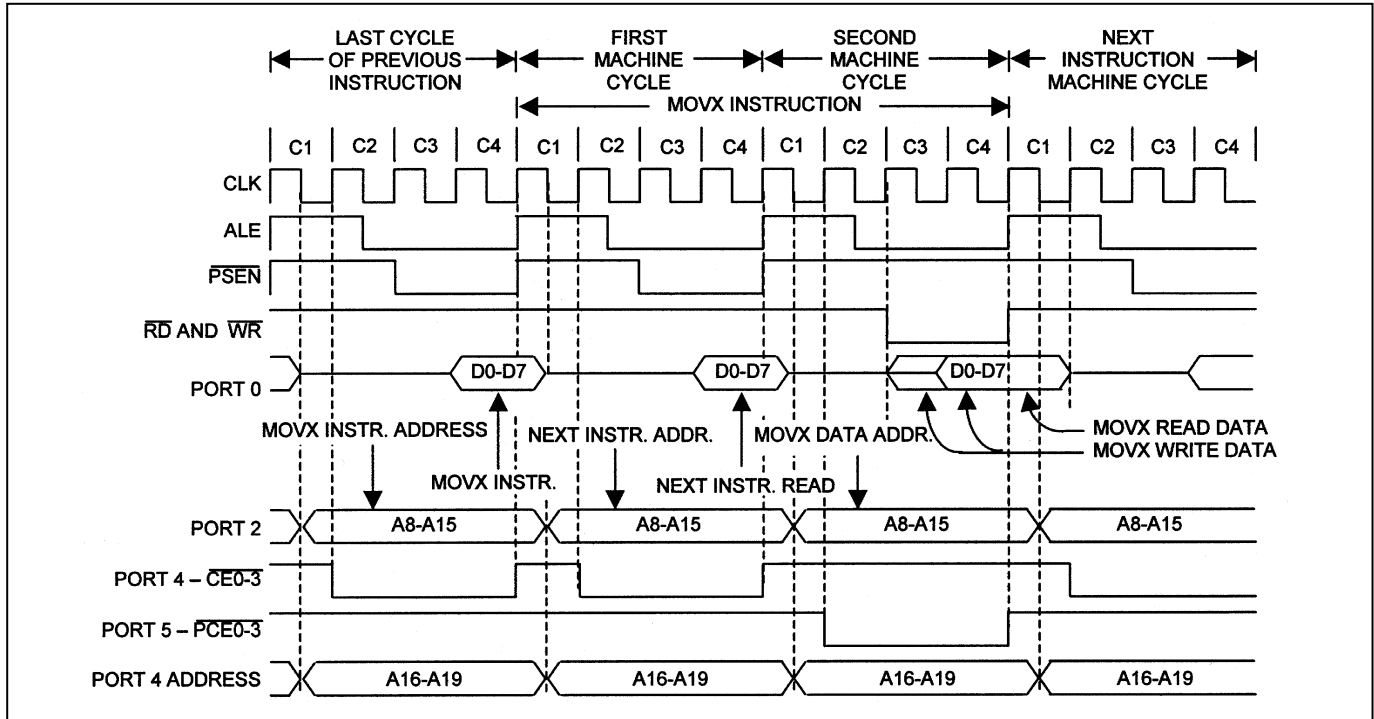 LAST CYCLE OF PREVIOUS INSTRUCTION
FIRST MACHINE CYCLE
SECOND MACHINE CYCLE
NEXT INSTRUCTION MACHINE CYCLE
MOVX INSTRUCTION
C1 C2 C3 C4 C1 C2 C3 C4 C1 C2 C3 C4 C1 C2 C3 C4
CLK
ALE
PSEN
RD AND WR
PORT 0 D0-D7 D0-D7 D0-D7
MOVX INSTR. ADDRESS
NEXT INSTR. ADDR.
MOVX DATA ADDR.
MOVX READ DATA
MOVX WRITE DATA
MOVX INSTR.
NEXT INSTR. READ
PORT 2 A8-A15 A8-A15 A8-A15 A8-A15
PORT 4 – CE0-3
PORT 5 – PCE0-3
PORT 4 ADDRESS A16-A19 A16-A19 A16-A19 A16-A19